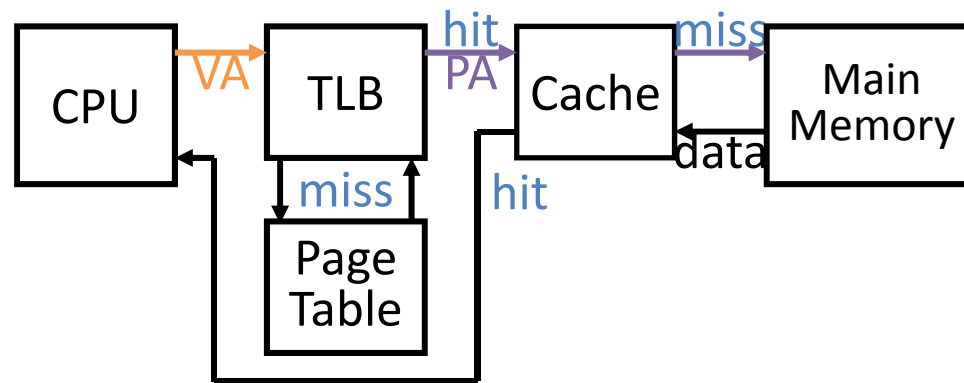 CPU
VA
TLB
hit
PA
Cache
miss
data
Main
Memory
miss
hit
Page
Table